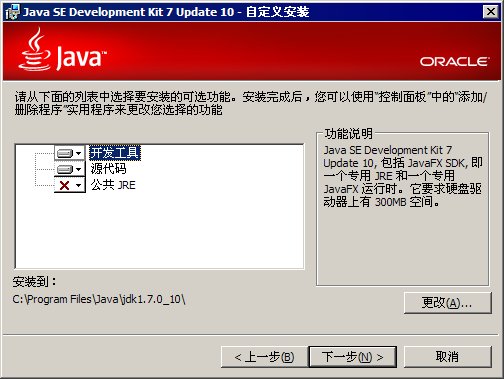 Java SE Development Kit 7 Update 10 - 自定义安装
Java™
ORACLE
请从下面的列表中选择要安装的可选功能。安装完成后，您可以使用“控制面板”中的“添加/
删除程序”实用程序来更改您选择的功能
开发工具
源代码
公共 JRE
功能说明
Java SE Development Kit 7
Update 10, 包括 JavaFX SDK, 即
一个专用 JRE 和一个专用
JavaFX 运行时。它要求硬盘驱
动器上有 300MB 空间。
安装到：
C:\Program Files\Java\jdk1.7.0_10\
更改(A)...
< 上一步(B)
下一步(N) >
取消